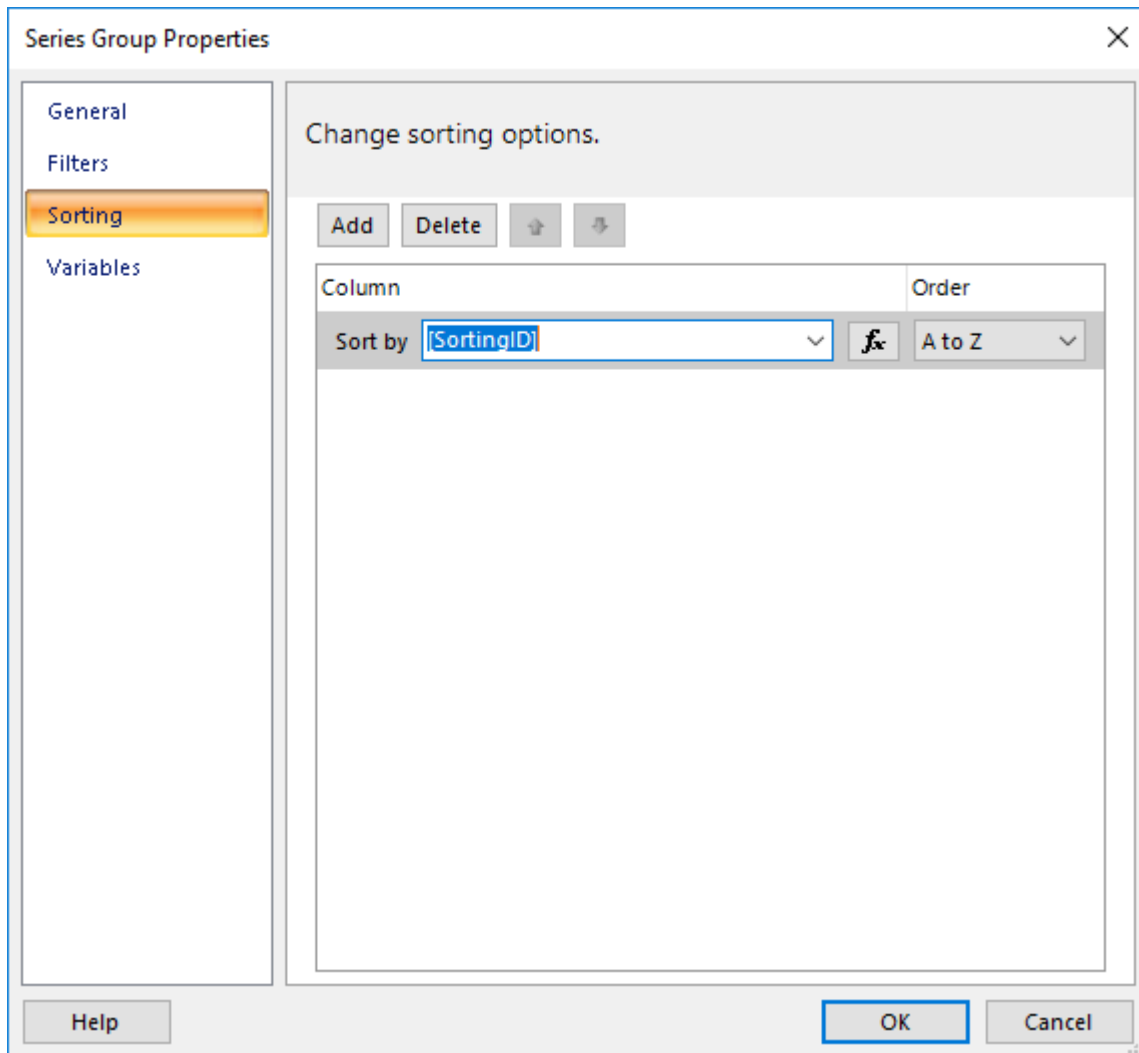 Series Group Properties
General
Filters
Sorting
Variables
Change sorting options.
Add Delete
Column Order
Sort by [SortingID] fx A to Z
Help OK Cancel